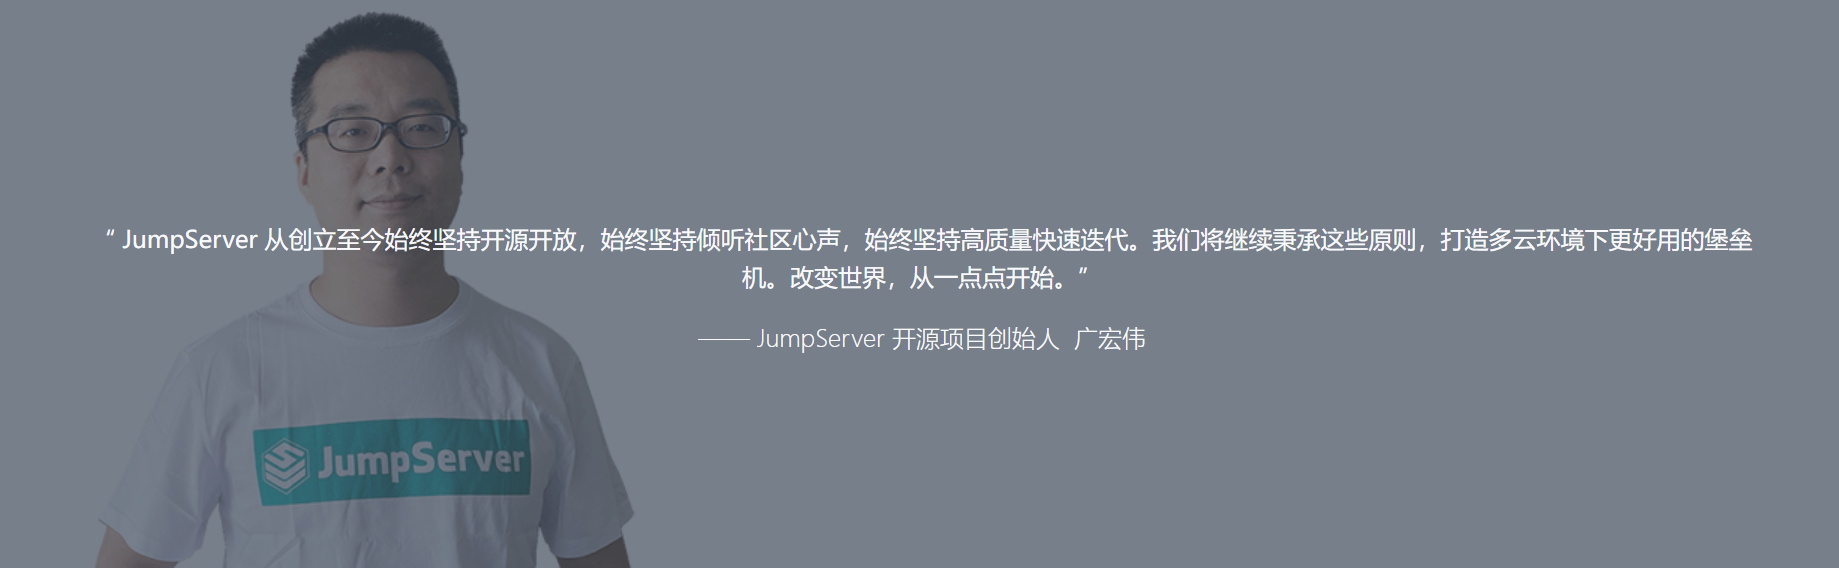 “ JumpServer 从创立至今始终坚持开源开放，始终坚持倾听社区心声，始终坚持高质量快速迭代。我们将继续秉承这些原则，打造多云环境下更好用的堡垒
机。改变世界，从一点点开始。”
—— JumpServer 开源项目创始人 广宏伟
JumpServer